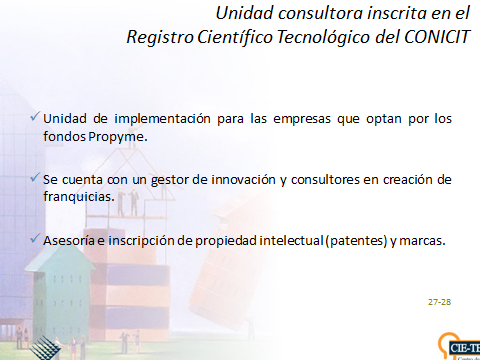 Unidad consultora inscrita en el
Registro Científico Tecnológico del CONICIT
✓ Unidad de implementación para las empresas que optan por los
fondos Propyme.
✓ Se cuenta con un gestor de innovación y consultores en creación de
franquicias.
✓ Asesoría e inscripción de propiedad intelectual (patentes) y marcas.
27-28
CIE-TE